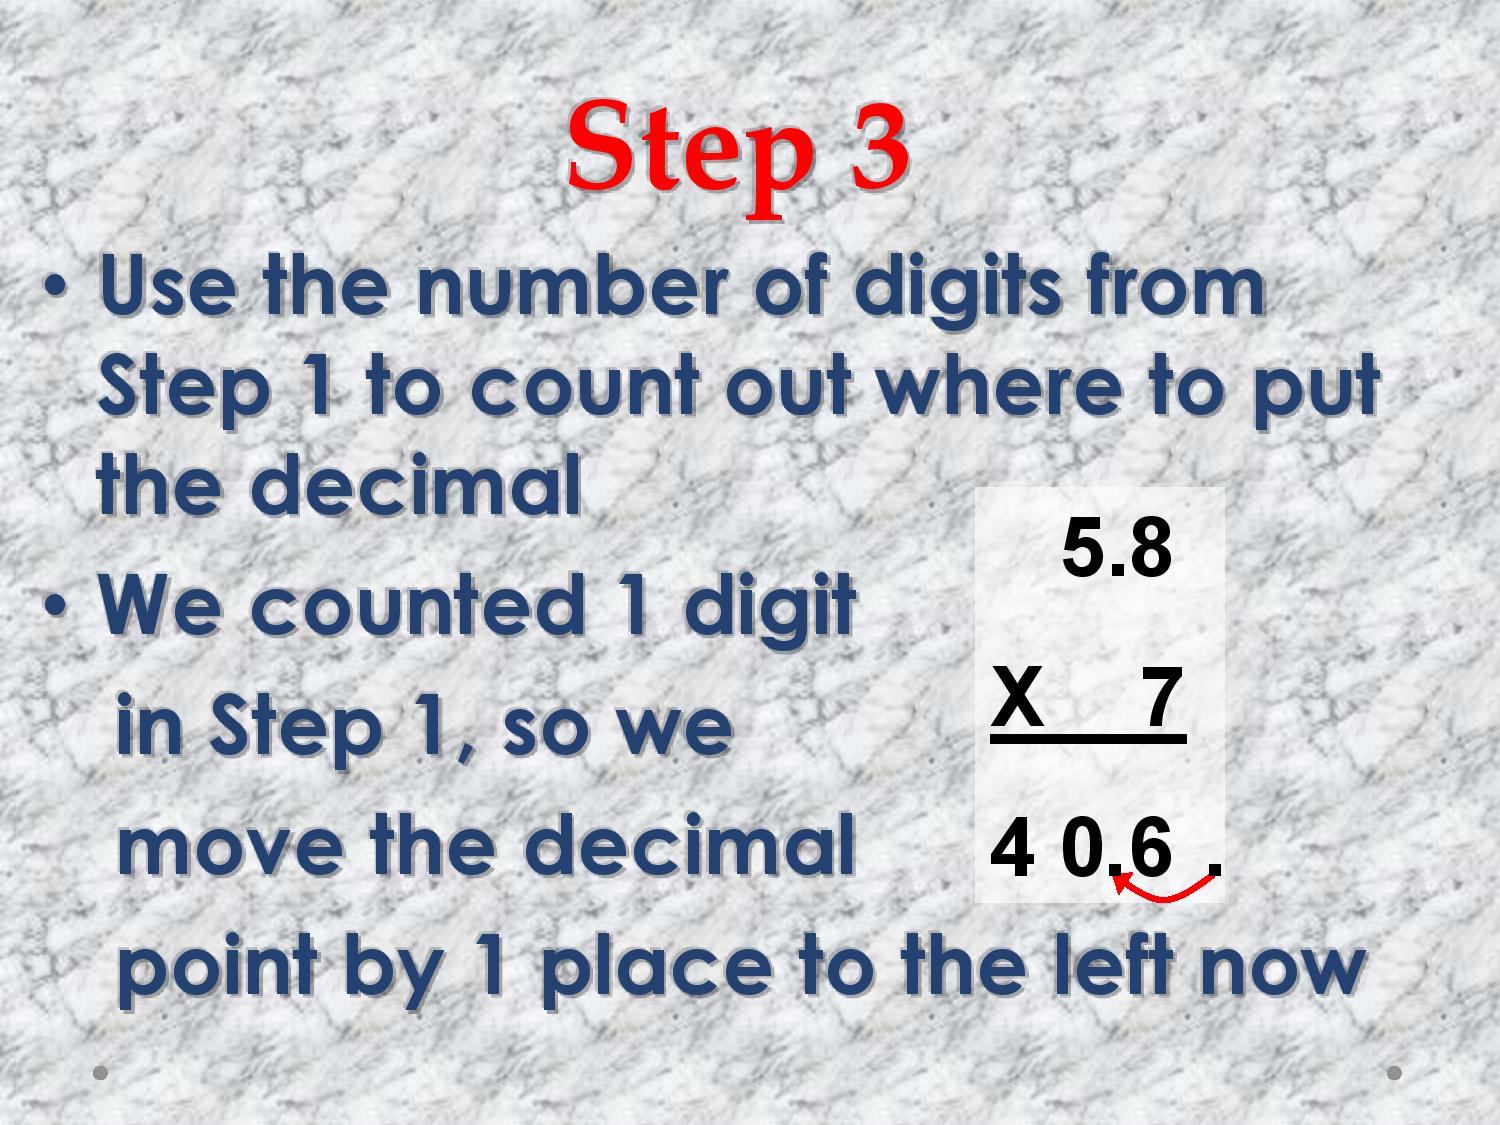 Step 3
• Use the number of digits from
Step 1 to count out where to put
the decimal
• We counted 1 digit
in Step 1, so we
move the decimal
point by 1 place to the left now
5.8
X 7
4 0.6 .